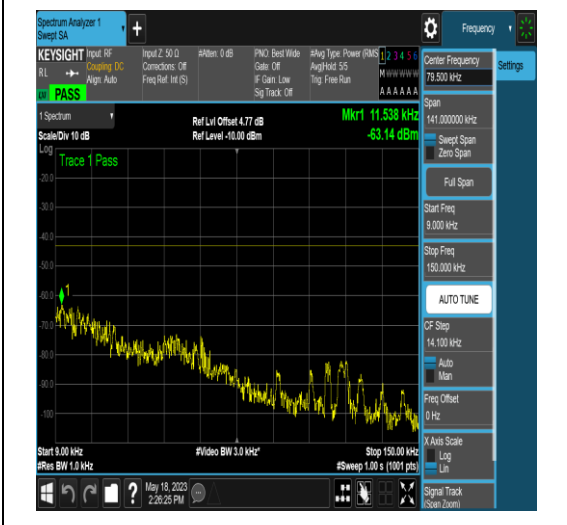 Spectrum Analyzer 1
Swept SA
Frequency
KEYSIGHT
RL
PASS
Input: RF
Coupling: DC
Align: Auto
Input Z: 50 Ω
Corrections: Off
Freq Ref: Int (S)
#Atten: 0 dB
PNO: Best Wide
Gate: Off
IF Gain: Low
Sig Track: Off
#Avg Type: Power (RMS
Avg|Hold: 5/5
Trig: Free Run
1 2 3 4 5 6
M W W W W W
A A A A A A
1 Spectrum
Scale/Div 10 dB
Ref Lvl Offset 4.77 dB
Ref Level -10.00 dBm
Mkr1 11.538 kHz
-63.14 dBm
Log
Trace 1 Pass
-20.0
-30.0
-40.0
-50.0
-60.0
-70.0
-80.0
-90.0
-100
1
Start 9.00 kHz
#Res BW 1.0 kHz
#Video BW 3.0 kHz*
Stop 150.00 kHz
#Sweep 1.00 s (1001 pts)
May 18, 2023
2:26:25 PM
Settings
Center Frequency
79.500 kHz
Span
141.000000 kHz
Swept Span
Zero Span
Full Span
Start Freq
9.000 kHz
Stop Freq
150.000 kHz
AUTO TUNE
CF Step
14.100 kHz
Auto
Man
Freq Offset
0 Hz
X Axis Scale
Log
Lin
Signal Track
(Span Zoom)